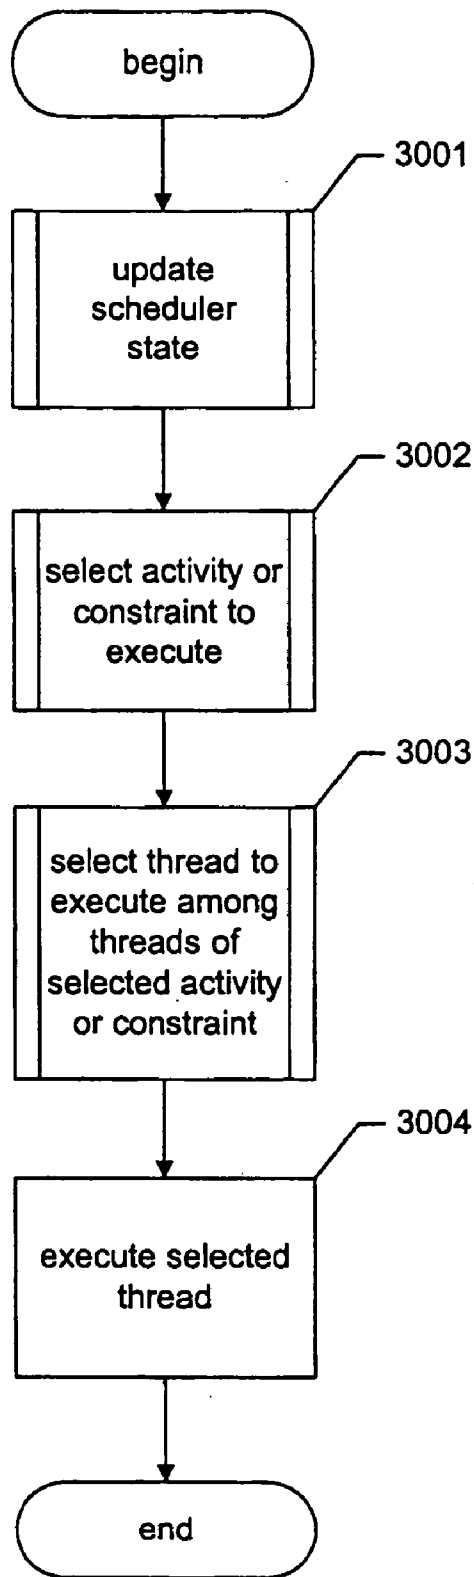 begin
3001
update
scheduler
state
3002
select activity or
constraint to
execute
3003
select thread to
execute among
threads of
selected activity
or constraint
3004
execute selected
thread
end